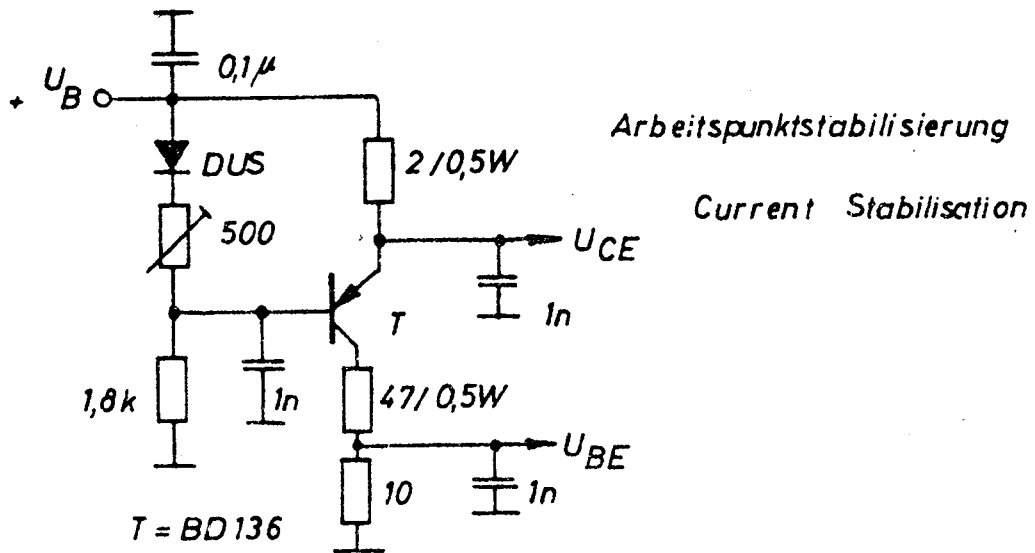 0,1µ
+ U_B
DUS
2/0,5W
Arbeitspunktstabilisierung
500
Current Stabilisation
U_CE
T
1n
1,8k
1n
47/0,5W
U_BE
10
1n
T = BD136